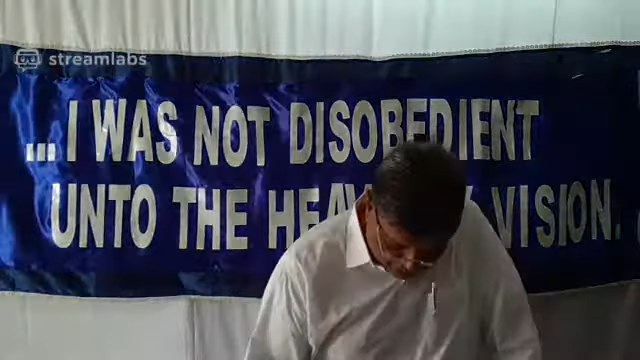 streamlabs
...I WAS NOT DISOBEDIENT
UNTO THE VISION.